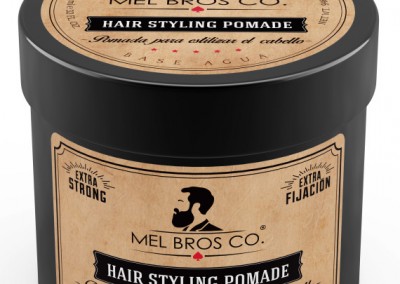 MEL BROS CO.
HAIR STYLING POMADE
Pomada para estilizar el cabello
BASE AGUA
EXTRA STRONG
EXTRA FIJACIÓN
MEL BROS CO.®
HAIR STYLING POMADE